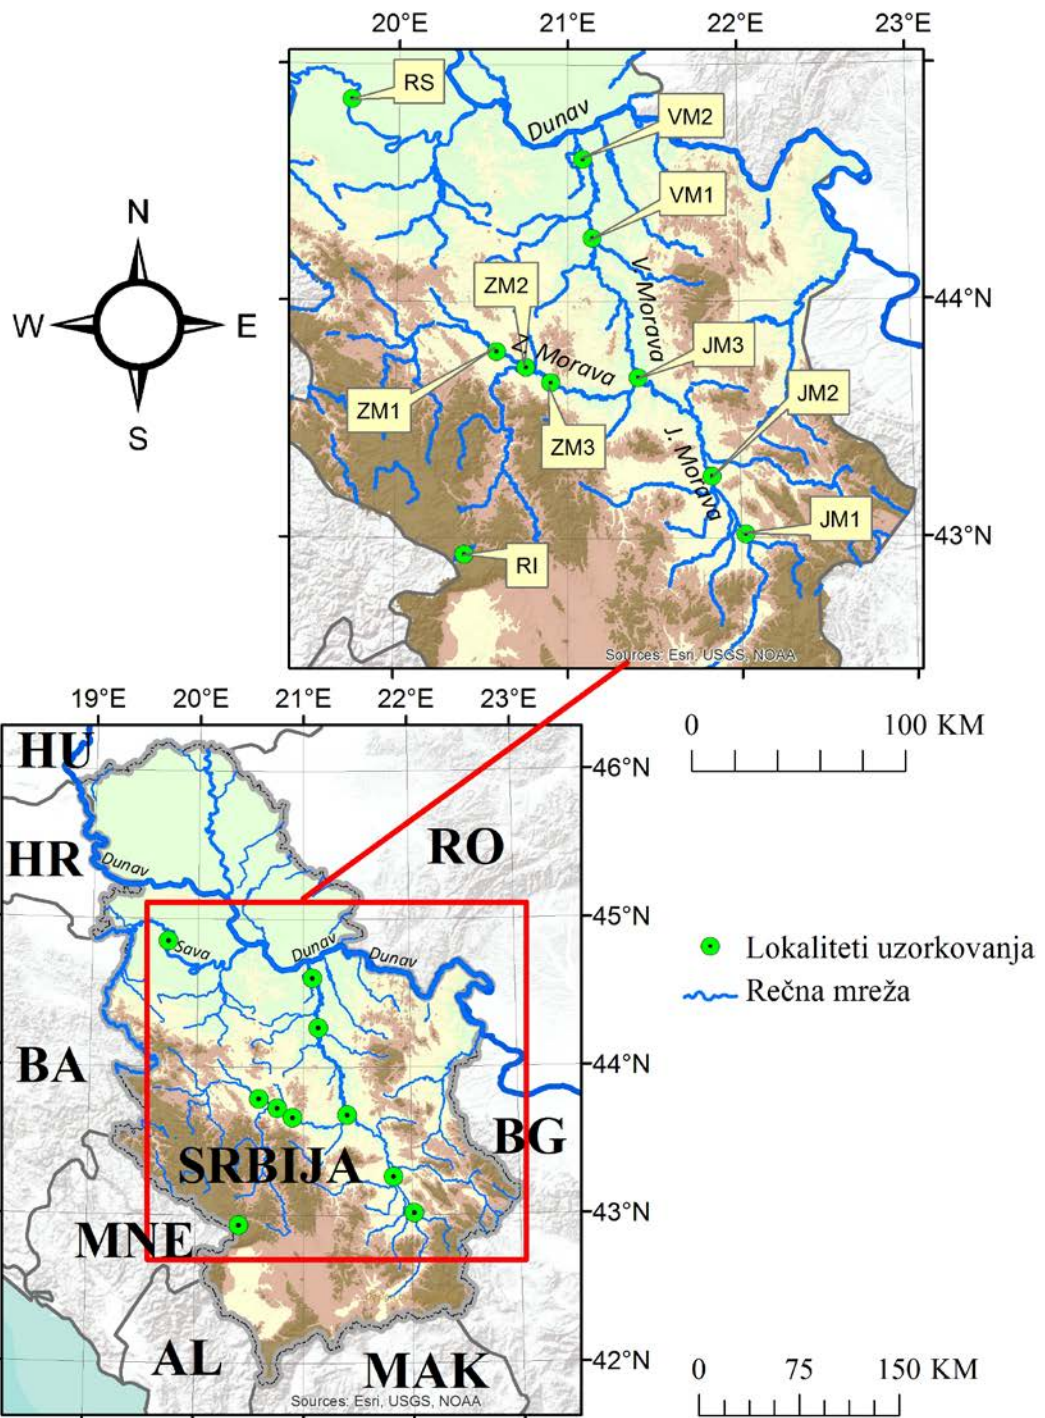 20°E 21°E 22°E 23°E
RS
Dunav
VM2
VM1
N
W E
S
ZM2
V. Morava
44°N
Z. Morava
JM3
ZM1
JM2
ZM3
J. Morava
JM1
43°N
RI
Sources: Esri, USGS, NOAA
19°E 20°E 21°E 22°E 23°E
0 100 KM
HU
46°N
HR
Dunav
RO
45°N
Sava
Dunav
Dunav
Lokaliteti uzorkovanja
Rečna mreža
BA
44°N
BG
SRBIJA
MNE
43°N
AL
MAK
42°N
Sources: Esri, USGS, NOAA
0 75 150 KM